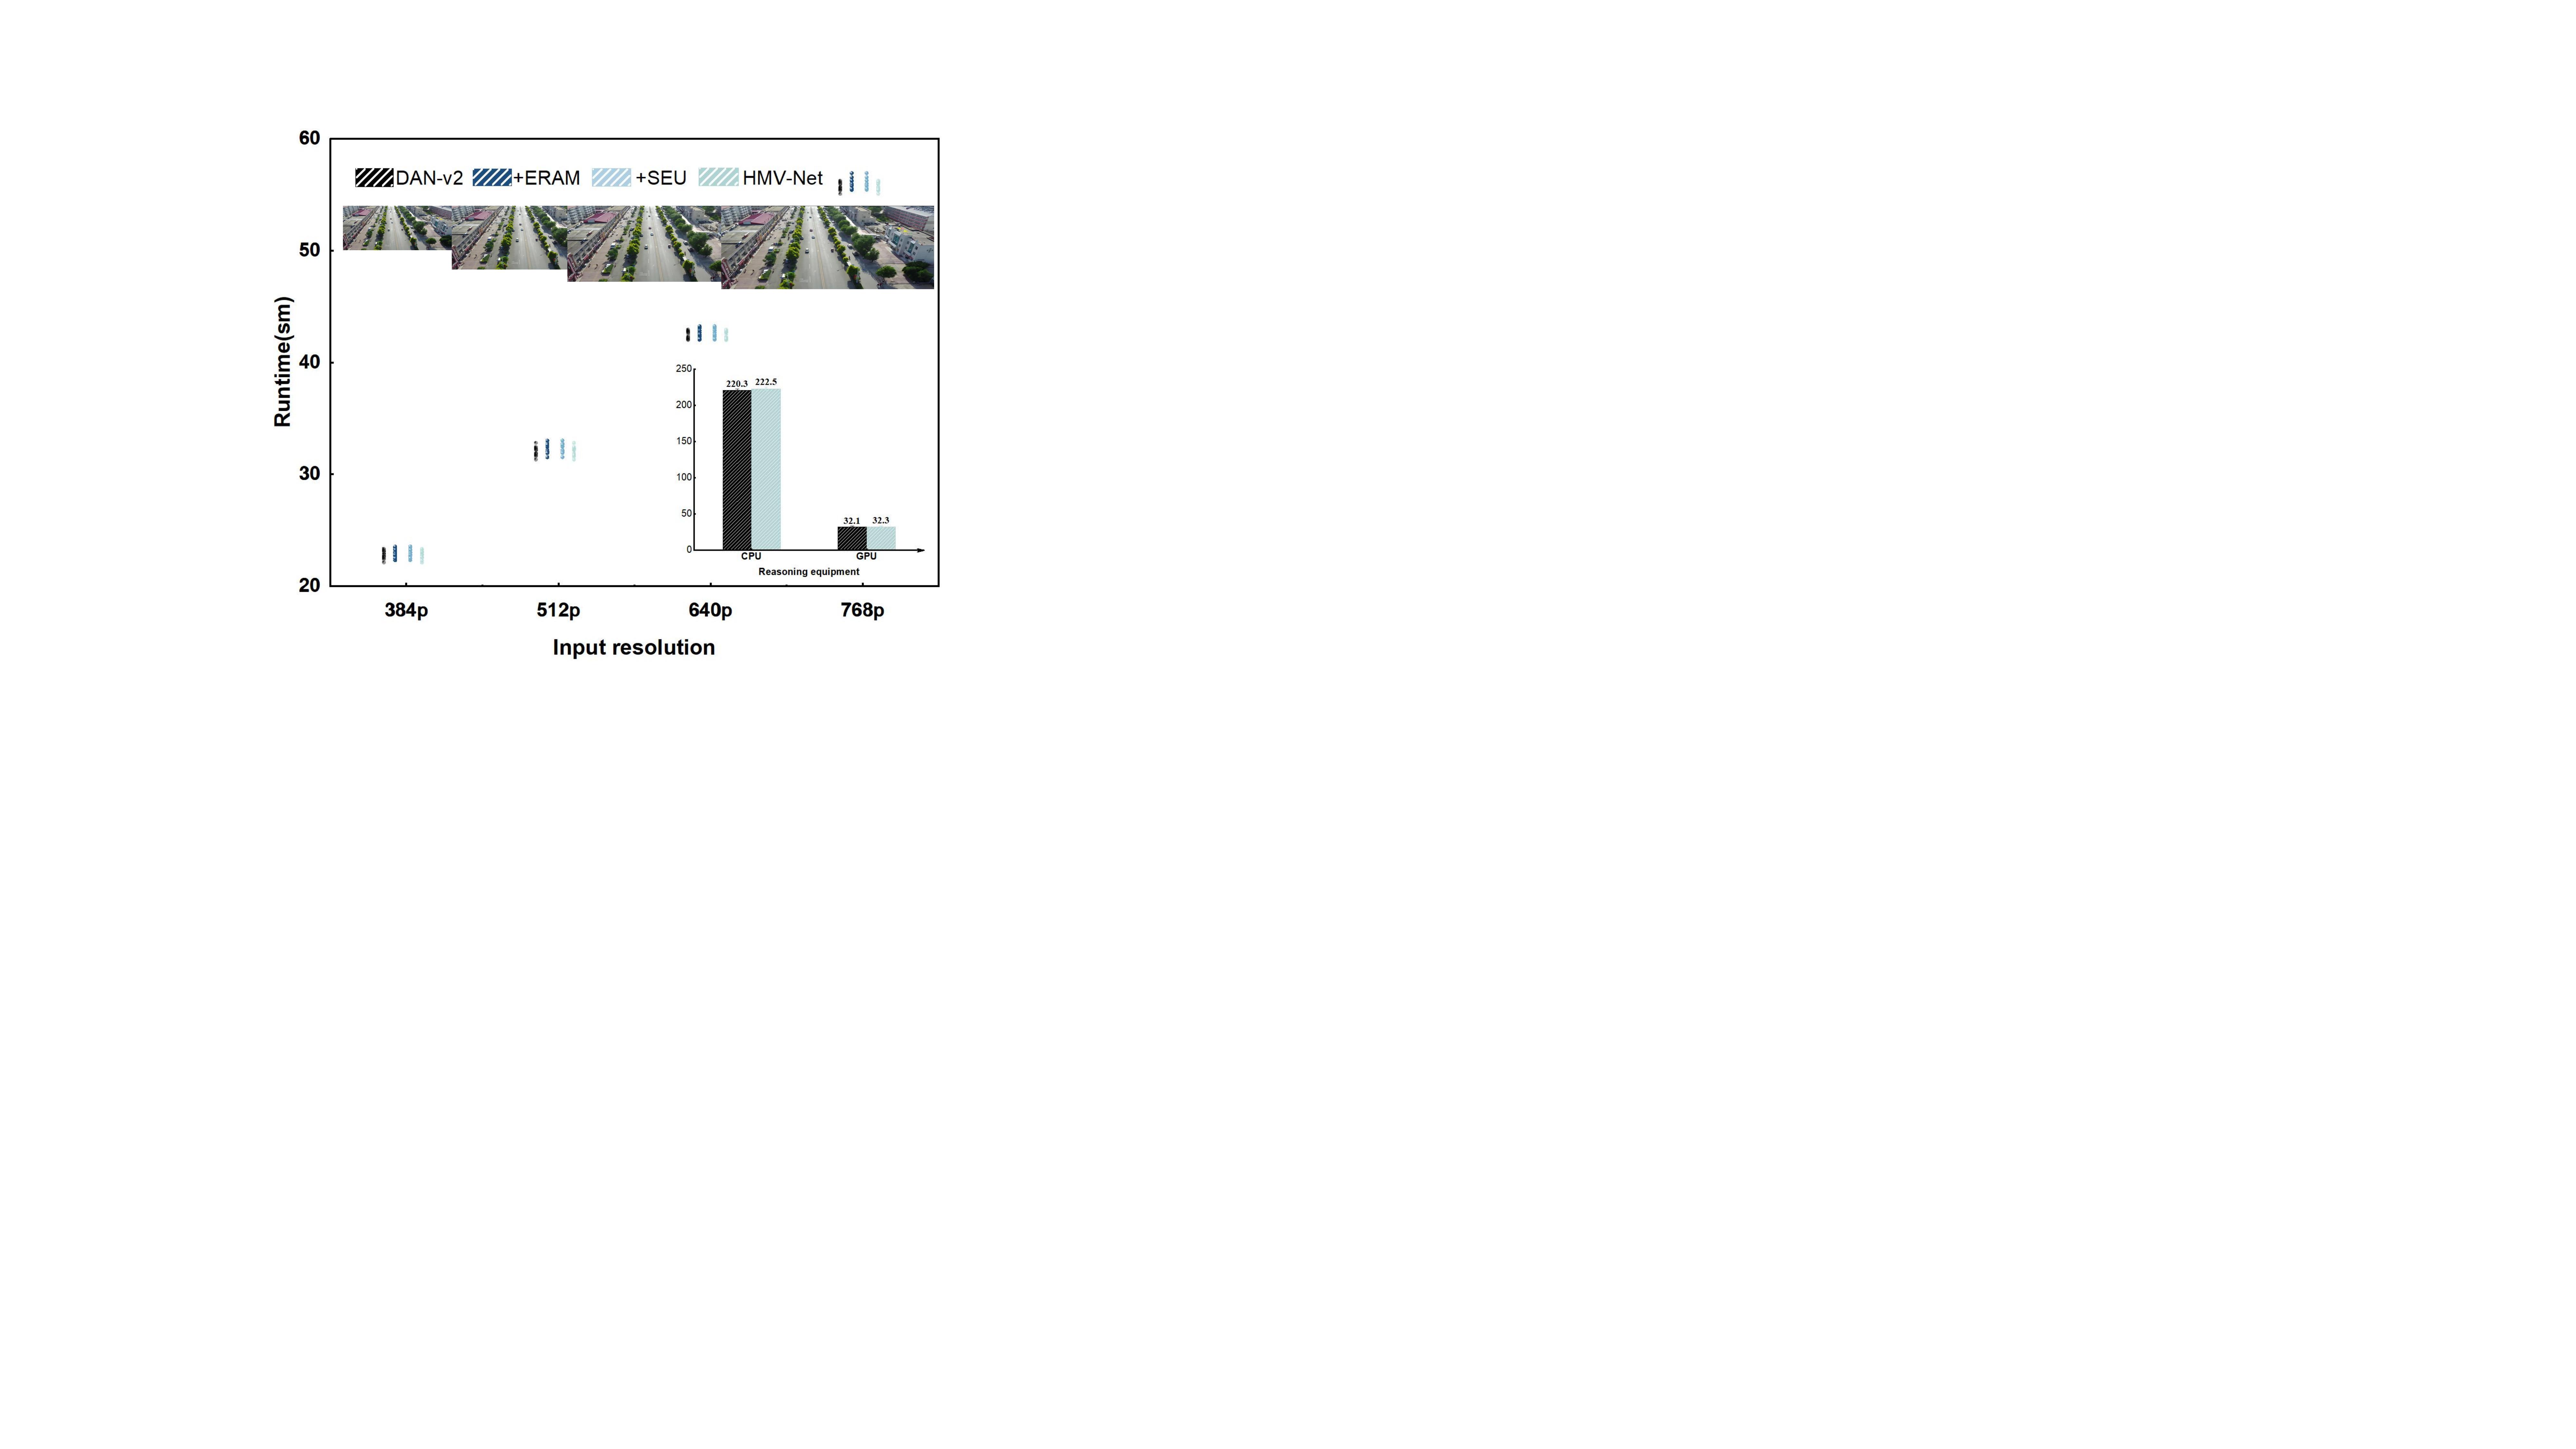 60
DAN-v2 +ERAM +SEU HMV-Net
50
40
30
20
Runtime(sm)
250
200
150
100
50
0
220.3 222.5
32.1 32.3
CPU GPU
Reasoning equipment
384p 512p 640p 768p
Input resolution